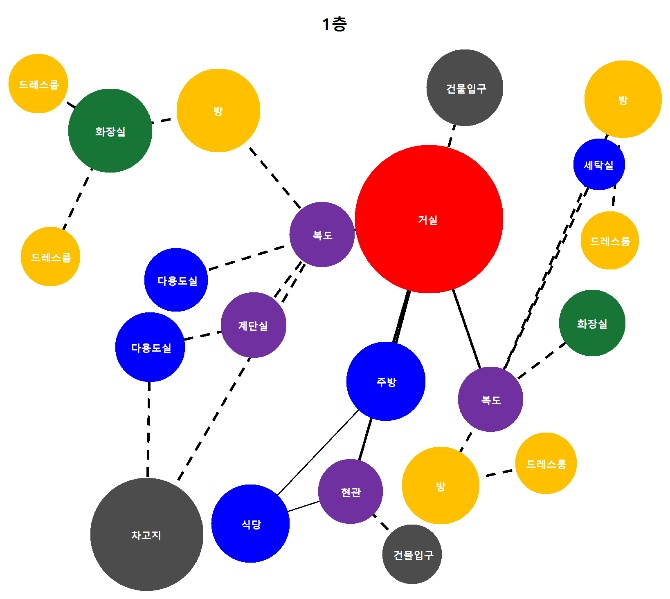 1층
건물입구
드레스룸
방
방
화장실
세탁실
거실
복도
드레스룸
드레스룸
다용도실
계단실
화장실
다용도실
주방
복도
드레스룸
방
현관
식당
차고지
건물입구